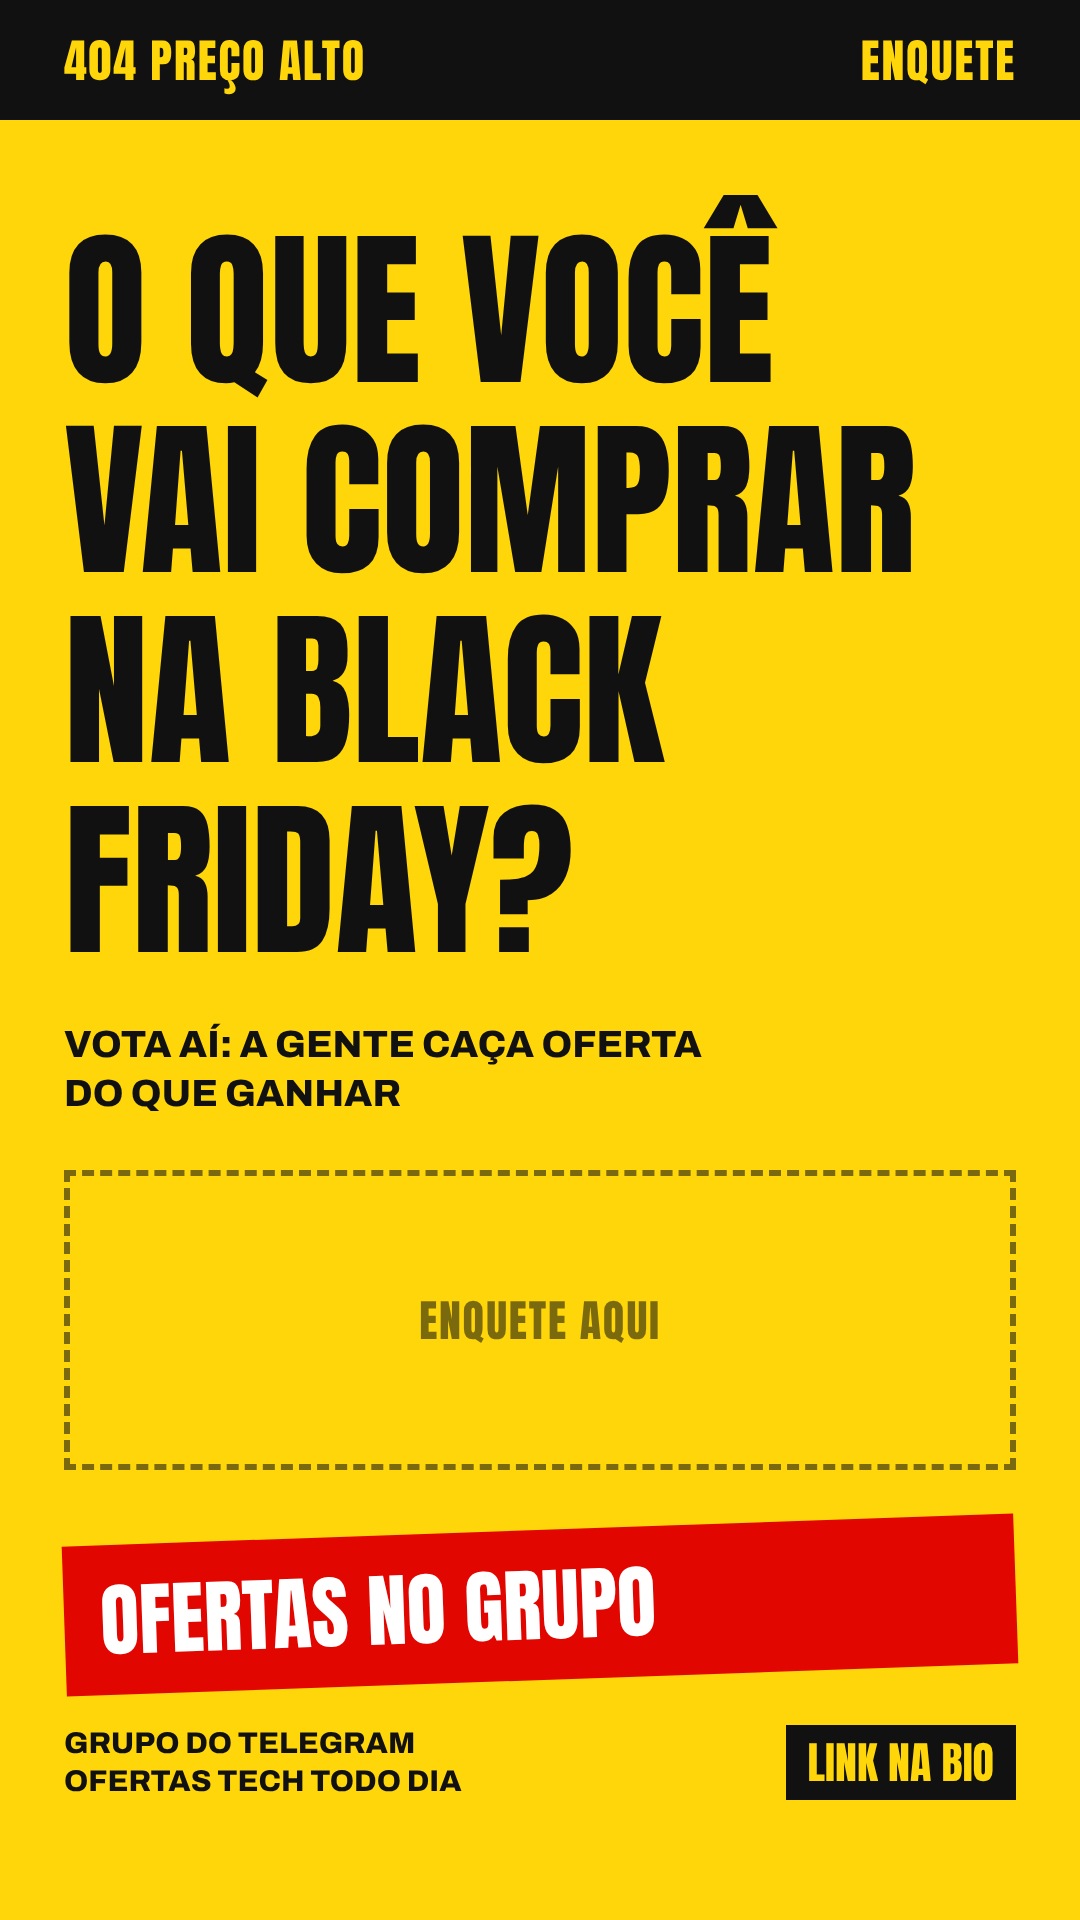 404 PREÇO ALTO
ENQUETE
O QUE VOCÊ
VAI COMPRAR
NA BLACK
FRIDAY?
VOTA AÍ: A GENTE CAÇA OFERTA
DO QUE GANHAR
ENQUETE AQUI
OFERTAS NO GRUPO
GRUPO DO TELEGRAM
OFERTAS TECH TODO DIA
LINK NA BIO